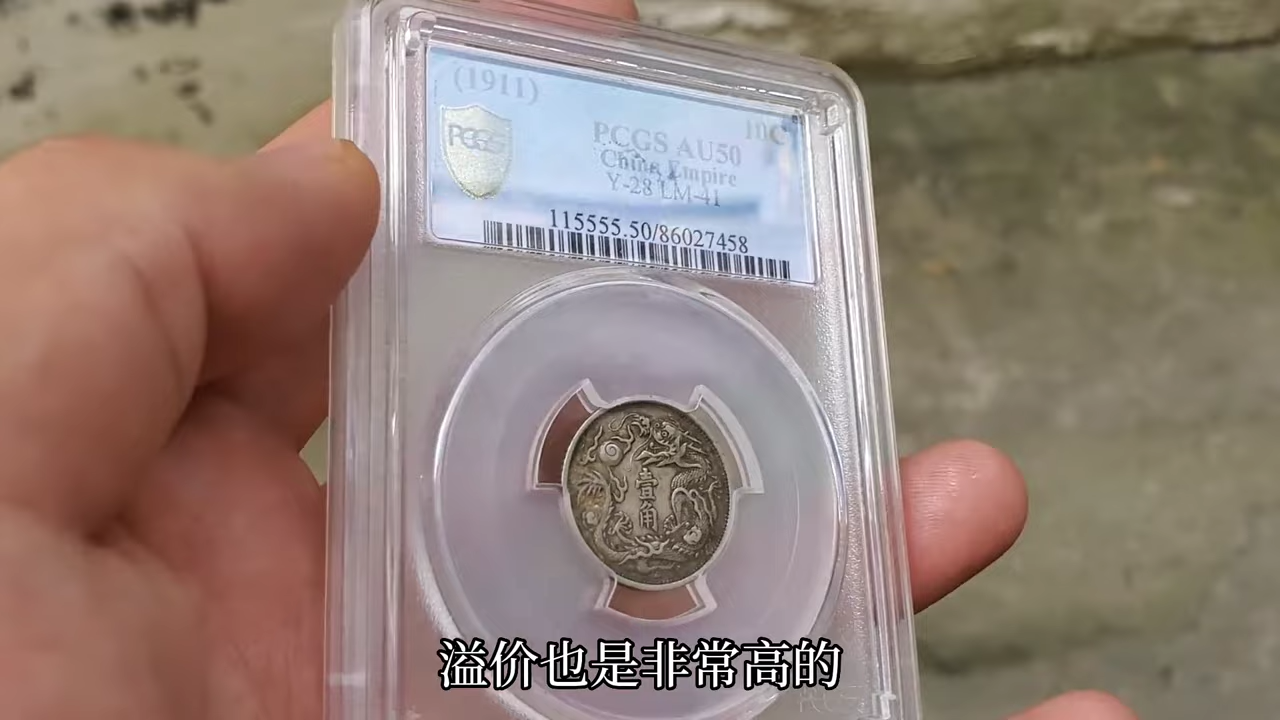 (1911)
10C
PCGS
PCGS AU50
China Empire
Y-28 LM-41
115555.50/86027458
壹角
溢价也是非常高的